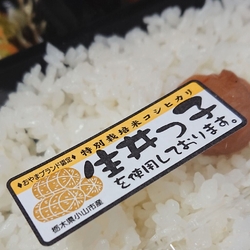 ◆おやまブランド認定◆
特別栽培米コシヒカリ
生井っ子
を使用しております。
栃木県小山市産